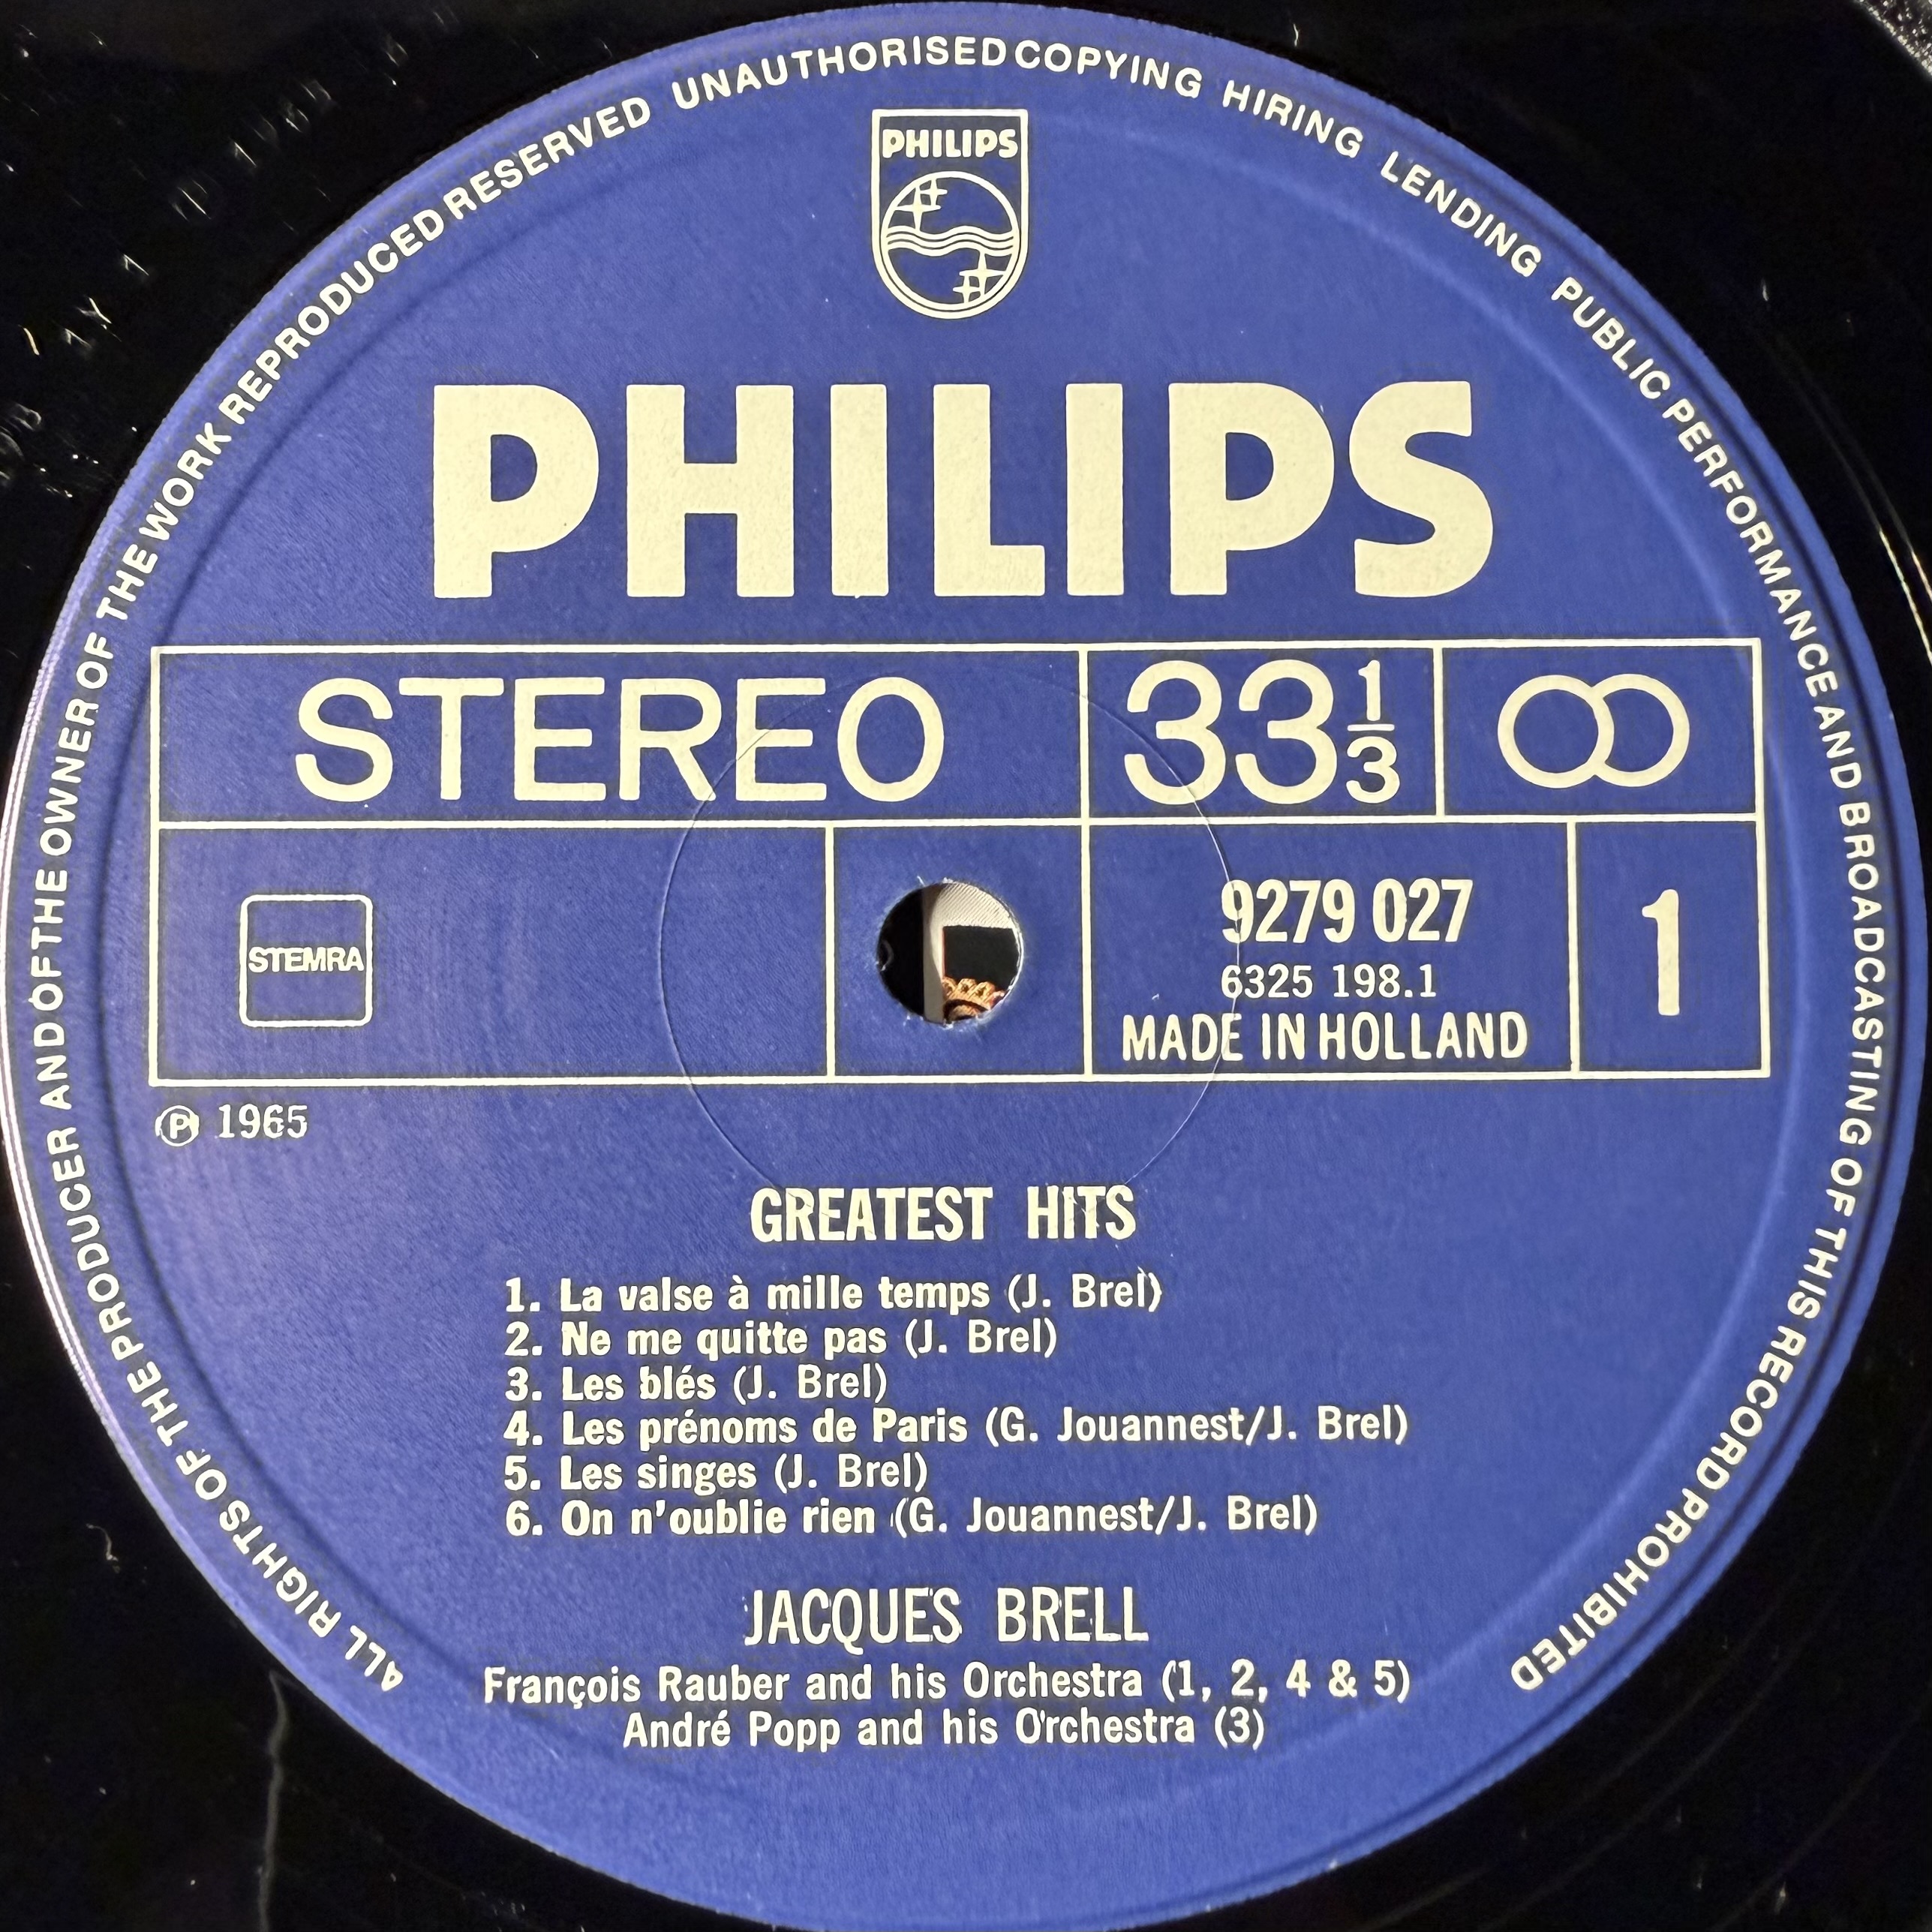 ALL RIGHTS OF THE PRODUCER AND OF THE OWNER OF THE WORK REPRODUCED RESERVED UNAUTHORISED COPYING HIRING LENDING PUBLIC PERFORMANCE AND BROADCASTING OF THIS RECORD PROHIBITED
PHILIPS
PHILIPS
STEREO 33 1/3
STEMRA
9279 027
6325 198.1
MADE IN HOLLAND
1
℗ 1965
GREATEST HITS
1. La valse à mille temps (J. Brel)
2. Ne me quitte pas (J. Brel)
3. Les blés (J. Brel)
4. Les prénoms de Paris (G. Jouannest/J. Brel)
5. Les singes (J. Brel)
6. On n'oublie rien (G. Jouannest/J. Brel)
JACQUES BRELL
François Rauber and his Orchestra (1, 2, 4 & 5)
André Popp and his Orchestra (3)